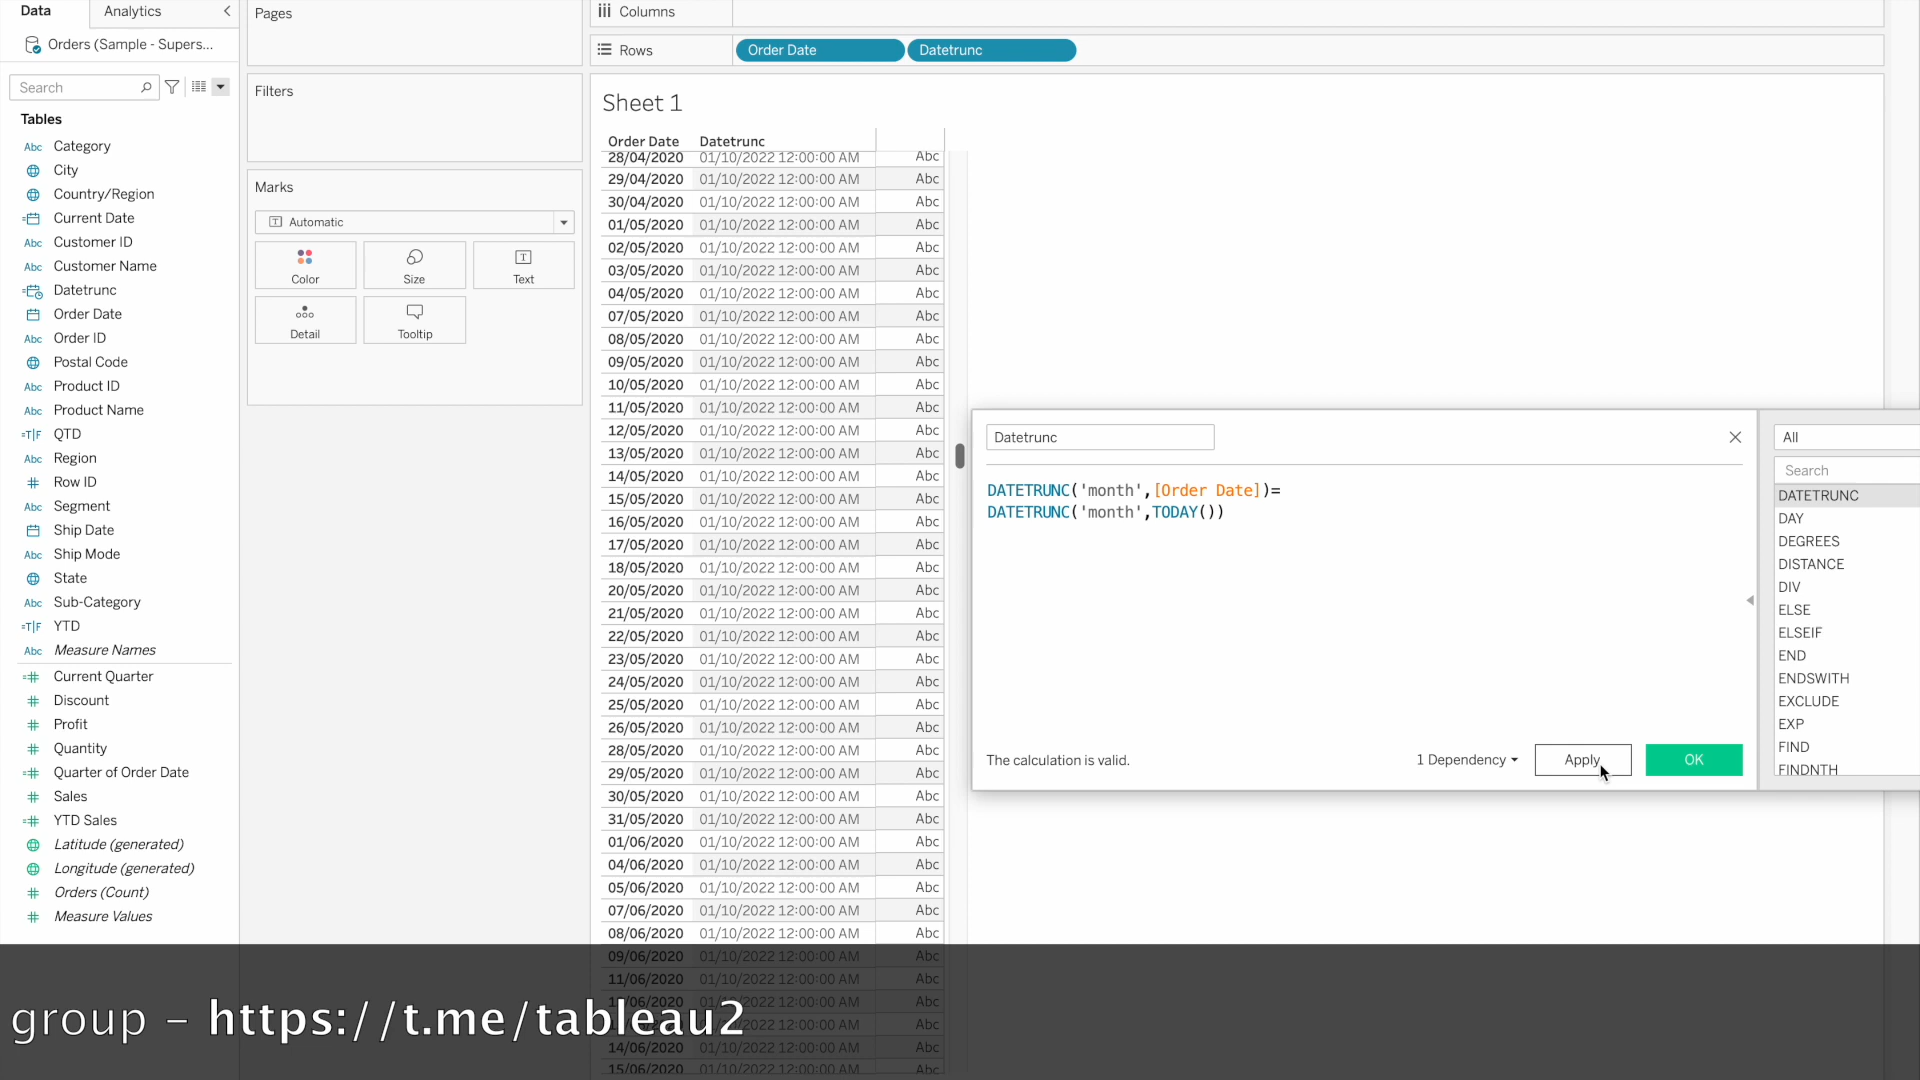 Data
Analytics
Orders (Sample - Supers...
Search
Tables
Abc Category
City
Country/Region
Current Date
Abc Customer ID
Abc Customer Name
Datetrunc
Order Date
Abc Order ID
Postal Code
Abc Product ID
Abc Product Name
=T|F QTD
Abc Region
# Row ID
Abc Segment
Ship Date
Abc Ship Mode
State
Abc Sub-Category
=T|F YTD
Abc Measure Names
=# Current Quarter
# Discount
# Profit
# Quantity
=# Quarter of Order Date
# Sales
=# YTD Sales
Latitude (generated)
Longitude (generated)
# Orders (Count)
# Measure Values
Pages
Filters
Marks
Automatic
Color
Size
Text
Detail
Tooltip
Columns
Rows
Order Date
Datetrunc
Sheet 1
Order Date Datetrunc
28/04/2020 01/10/2022 12:00:00 AM Abc
29/04/2020 01/10/2022 12:00:00 AM Abc
30/04/2020 01/10/2022 12:00:00 AM Abc
01/05/2020 01/10/2022 12:00:00 AM Abc
02/05/2020 01/10/2022 12:00:00 AM Abc
03/05/2020 01/10/2022 12:00:00 AM Abc
04/05/2020 01/10/2022 12:00:00 AM Abc
07/05/2020 01/10/2022 12:00:00 AM Abc
08/05/2020 01/10/2022 12:00:00 AM Abc
09/05/2020 01/10/2022 12:00:00 AM Abc
10/05/2020 01/10/2022 12:00:00 AM Abc
11/05/2020 01/10/2022 12:00:00 AM Abc
12/05/2020 01/10/2022 12:00:00 AM Abc
13/05/2020 01/10/2022 12:00:00 AM Abc
14/05/2020 01/10/2022 12:00:00 AM Abc
15/05/2020 01/10/2022 12:00:00 AM Abc
16/05/2020 01/10/2022 12:00:00 AM Abc
17/05/2020 01/10/2022 12:00:00 AM Abc
18/05/2020 01/10/2022 12:00:00 AM Abc
20/05/2020 01/10/2022 12:00:00 AM Abc
21/05/2020 01/10/2022 12:00:00 AM Abc
22/05/2020 01/10/2022 12:00:00 AM Abc
23/05/2020 01/10/2022 12:00:00 AM Abc
24/05/2020 01/10/2022 12:00:00 AM Abc
25/05/2020 01/10/2022 12:00:00 AM Abc
26/05/2020 01/10/2022 12:00:00 AM Abc
28/05/2020 01/10/2022 12:00:00 AM Abc
29/05/2020 01/10/2022 12:00:00 AM Abc
30/05/2020 01/10/2022 12:00:00 AM Abc
31/05/2020 01/10/2022 12:00:00 AM Abc
01/06/2020 01/10/2022 12:00:00 AM Abc
04/06/2020 01/10/2022 12:00:00 AM Abc
05/06/2020 01/10/2022 12:00:00 AM Abc
07/06/2020 01/10/2022 12:00:00 AM Abc
08/06/2020 01/10/2022 12:00:00 AM Abc
09/06/2020 01/10/2022 12:00:00 AM Abc
11/06/2020 01/10/2022 12:00:00 AM Abc
Abc
Abc
14/06/2020 01/10/2022 12:00:00 AM Abc
15/06/2020 01/10/2022 12:00:00 AM Abc
Datetrunc
DATETRUNC('month',[Order Date])=
DATETRUNC('month',TODAY())
The calculation is valid.
1 Dependency
Apply
OK
All
Search
DATETRUNC
DAY
DEGREES
DISTANCE
DIV
ELSE
ELSEIF
END
ENDSWITH
EXCLUDE
EXP
FIND
FINDNTH
group – https://t.me/tableau2